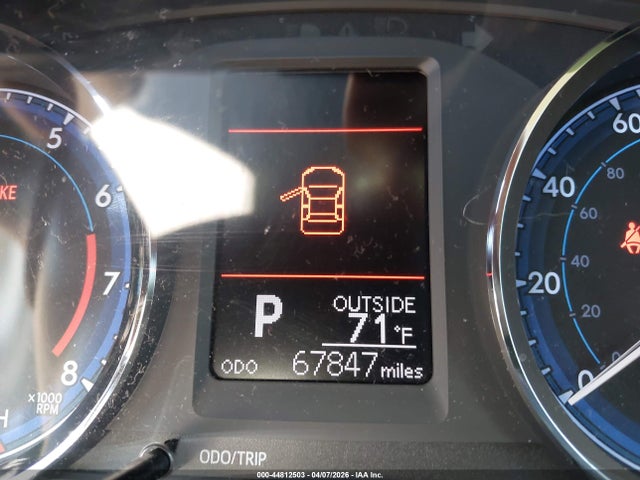 5
6
7
8
x1000
RPM
KE
H
P
OUTSIDE
71°F
ODO 67847 miles
ODO/TRIP
60
40
20
0
80
60
40
20
0
000-44812503 - 04/07/2026 - IAA Inc.